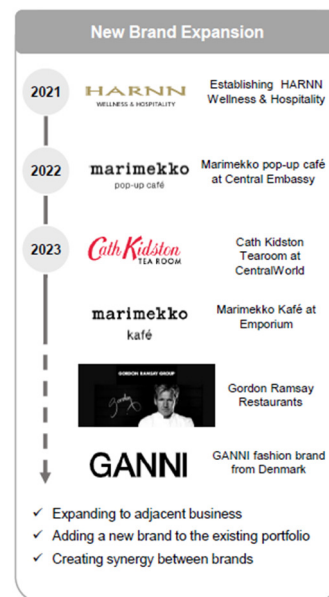 New Brand Expansion
2021
HARNN
WELLNESS & HOSPITALITY
Establishing HARNN
Wellness & Hospitality
2022
marimekko
pop-up café
Marimekko pop-up café
at Central Embassy
2023
Cath Kidston
TEA ROOM
Cath Kidston
Tearoom at
CentralWorld
marimekko
kafé
Marimekko Kafé at
Emporium
GORDON RAMSAY GROUP
Gordon Ramsay
Restaurants
GANNI
GANNI fashion brand
from Denmark
✓ Expanding to adjacent business
✓ Adding a new brand to the existing portfolio
✓ Creating synergy between brands